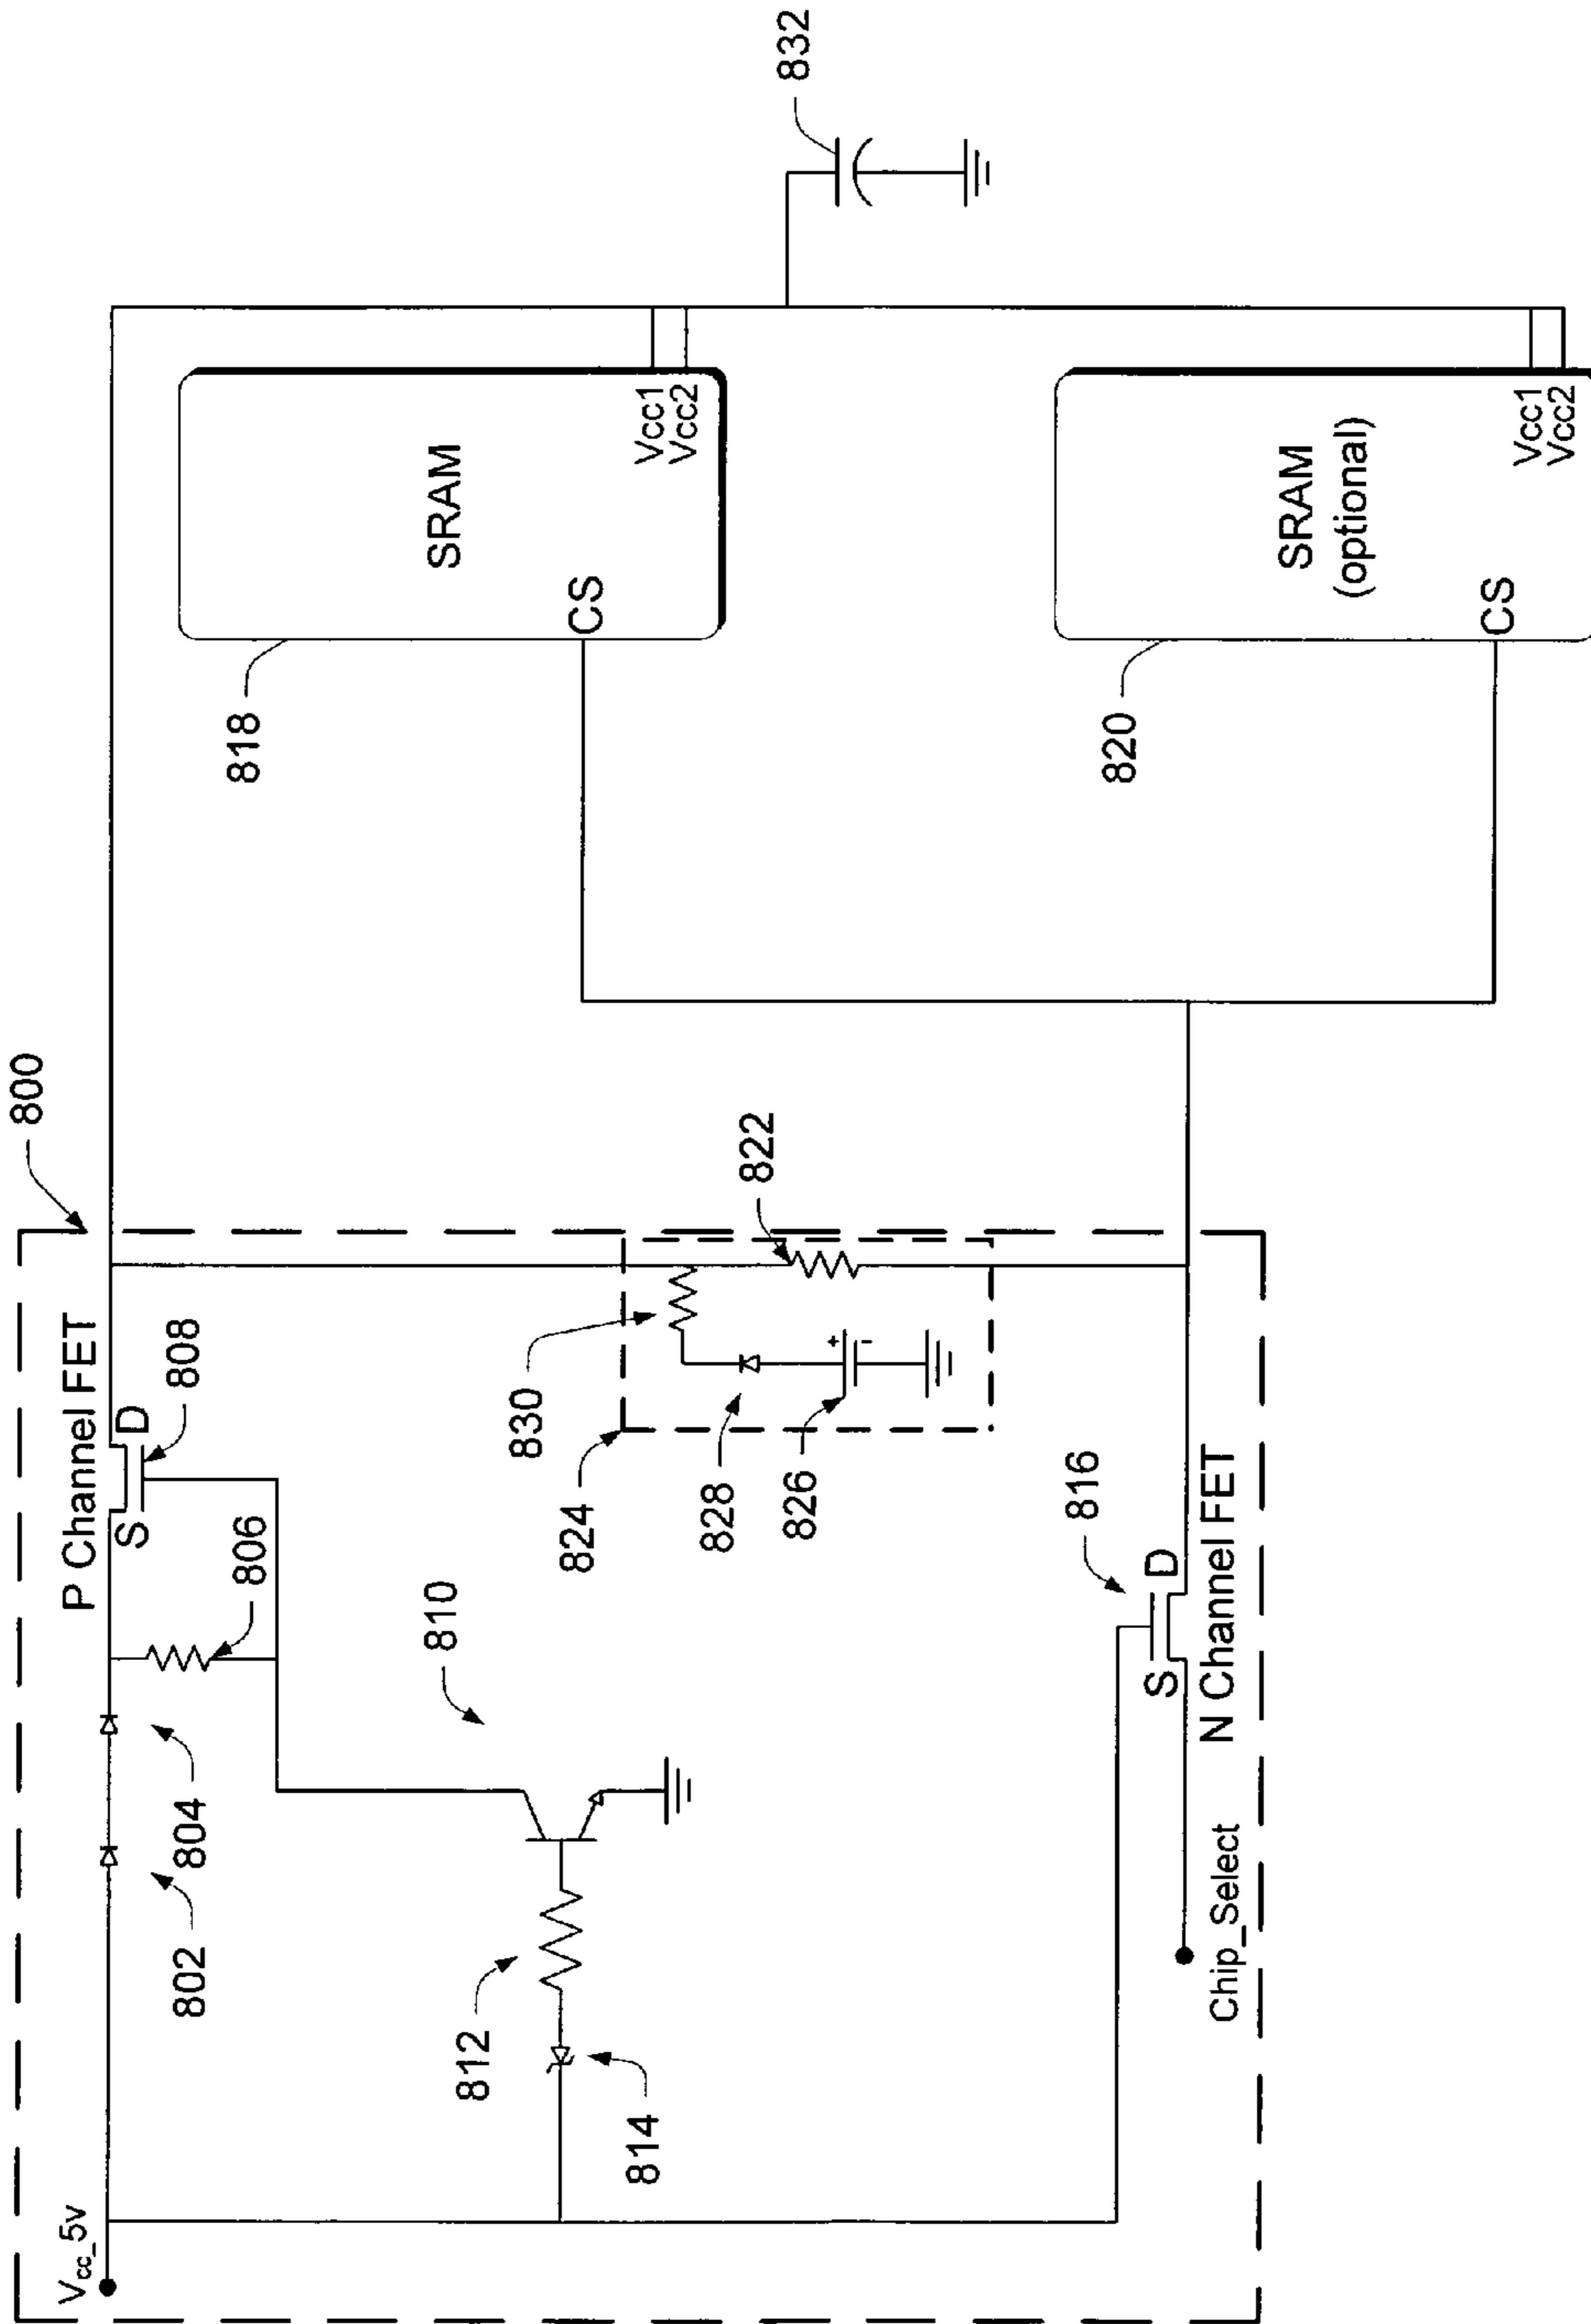 800
P Channel FET
808
S
D
806
804
802
Vcc_5v
810
812
814
830
822
824
828
826
816
S
D
N Channel FET
Chip_Select
818
SRAM
Vcc1
Vcc2
CS
820
SRAM
(optional)
Vcc1
Vcc2
CS
832
+
-